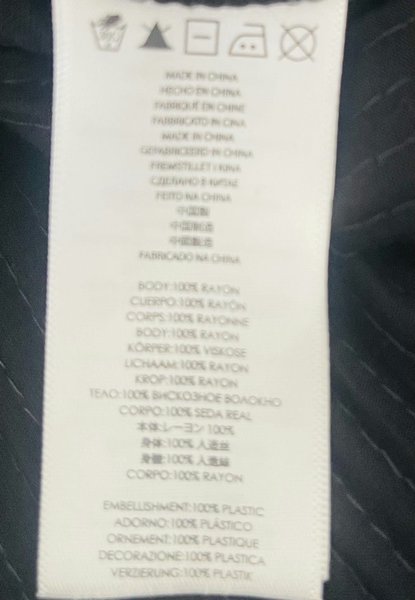 MADE IN CHINA
HECHO EN CHINA
FABRIQUÉ EN CHINE
FABBRICATO IN CINA
MADE IN CHINA
GEFABRICEERD IN CHINA
FREMSTILLET I KINA
СДЕЛАНО В КИТАЕ
FEITO NA CHINA
中国製
中国制造
中國製造
FABRICADO NA CHINA
BODY:100% RAYON
CUERPO:100% RAYÓN
CORPS:100% RAYONNE
BODY:100% RAYON
KÖRPER:100% VISKOSE
LICHAAM:100% RAYON
KROP:100% RAYON
ТЕЛО:100% ВИСКОЗНОЕ ВОЛОКНО
CORPO:100% SEDA REAL
本体:レーヨン 100%
身体:100% 人造丝
身體:100% 人造絲
CORPO:100% RAYON
EMBELLISHMENT:100% PLASTIC
ADORNO:100% PLÁSTICO
ORNEMENT:100% PLASTIQUE
DECORAZIONE:100% PLASTICA
VERZIERUNG:100% PLASTIK